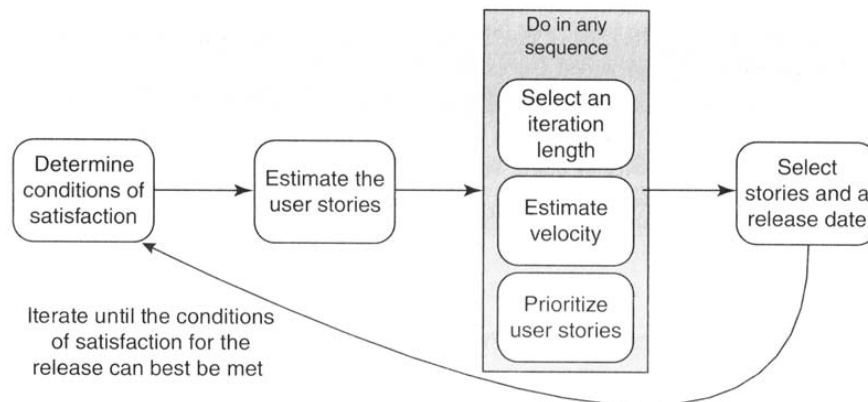 Do in any
sequence
Select an
iteration
length
Determine
conditions of
satisfaction
Estimate the
user stories
Estimate
velocity
Select
stories and a
release date
Prioritize
user stories
Iterate until the conditions
of satisfaction for the
release can best be met